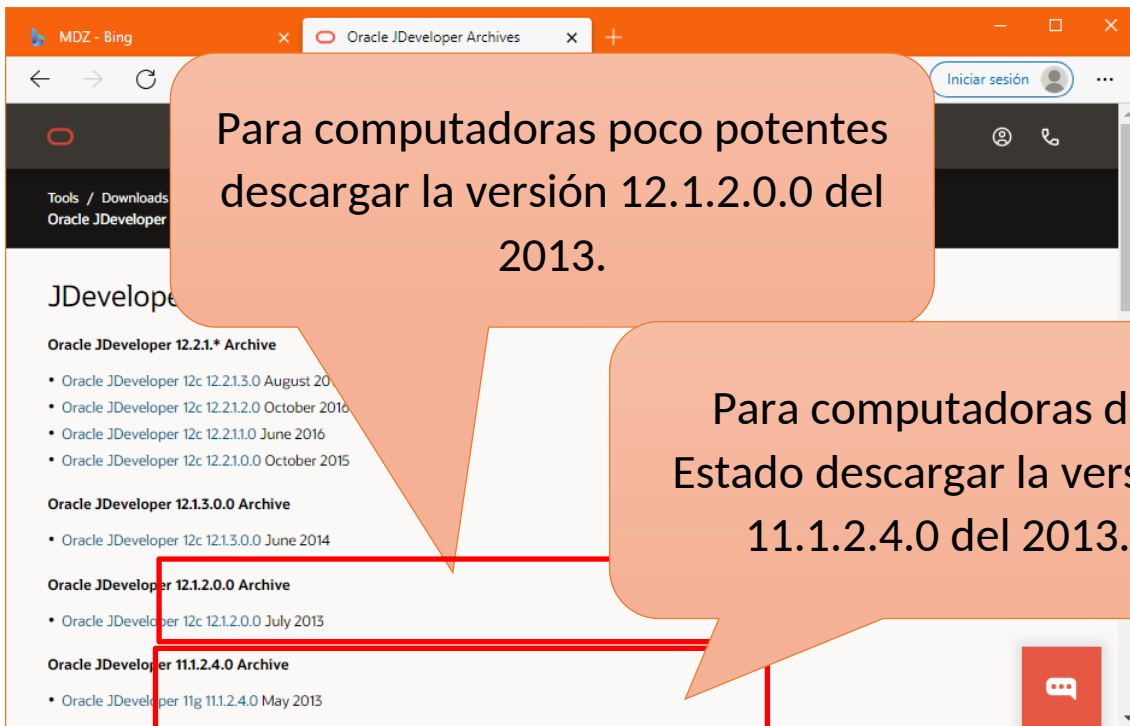 MDZ - Bing
Oracle JDeveloper Archives
Iniciar sesión
Para computadoras poco potentes
descargar la versión 12.1.2.0.0 del
2013.
Tools / Downloads
Oracle JDeveloper
JDevelope
Oracle JDeveloper 12.2.1.* Archive
• Oracle JDeveloper 12c 12.2.1.3.0 August 20
• Oracle JDeveloper 12c 12.2.1.2.0 October 2016
• Oracle JDeveloper 12c 12.2.1.1.0 June 2016
• Oracle JDeveloper 12c 12.2.1.0.0 October 2015
Para computadoras d
Estado descargar la vers
11.1.2.4.0 del 2013.
Oracle JDeveloper 12.1.3.0.0 Archive
• Oracle JDeveloper 12c 12.1.3.0.0 June 2014
Oracle JDeveloper 12.1.2.0.0 Archive
• Oracle JDeveloper 12c 12.1.2.0.0 July 2013
Oracle JDeveloper 11.1.2.4.0 Archive
• Oracle JDeveloper 11g 11.1.2.4.0 May 2013